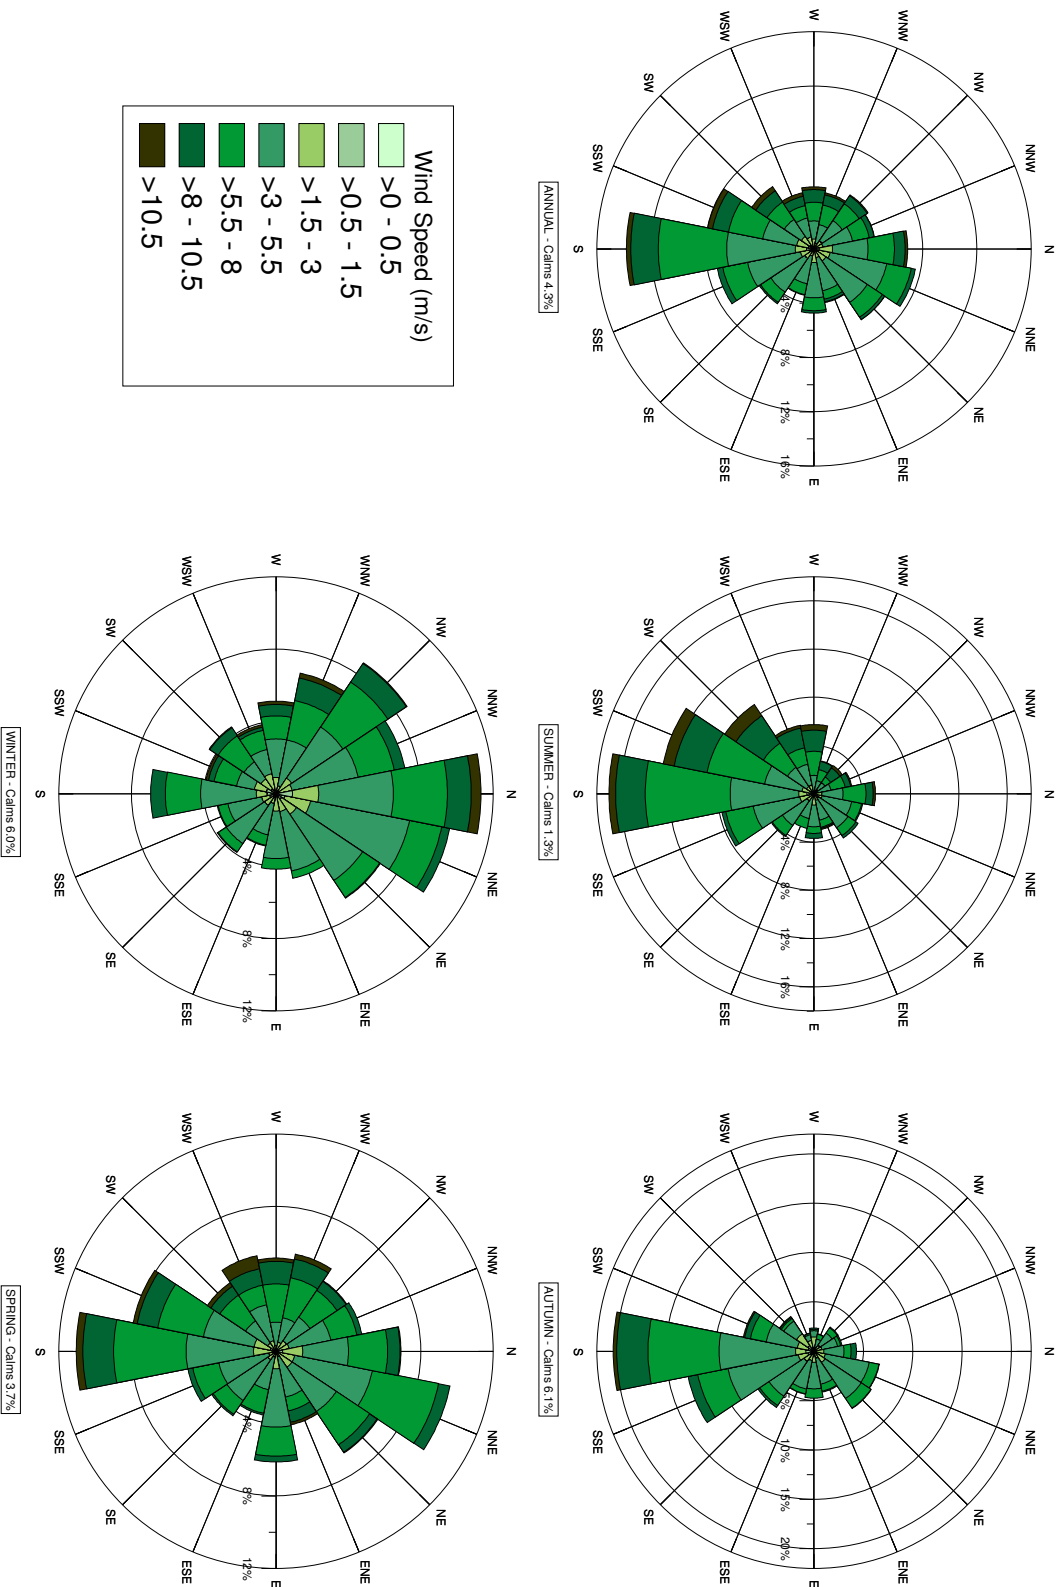 N
NNW NNE
NW NE
WNW ENE
W E
4% 8% 12% 16%
WSW ESE
SW SE
SSW SSE
S
ANNUAL - Calms 4.3%
N
NNW NNE
NW NE
WNW ENE
W E
4% 8% 12% 16%
WSW ESE
SW SE
SSW SSE
S
SUMMER - Calms 1.3%
N
NNW NNE
NW NE
WNW ENE
W E
5% 10% 15% 20%
WSW ESE
SW SE
SSW SSE
S
AUTUMN - Calms 6.1%
Wind Speed (m/s)
>0 - 0.5
>0.5 - 1.5
>1.5 - 3
>3 - 5.5
>5.5 - 8
>8 - 10.5
>10.5
N
NNW NNE
NW NE
WNW ENE
W E
4% 8% 12%
WSW ESE
SW SE
SSW SSE
S
WINTER - Calms 6.0%
N
NNW NNE
NW NE
WNW ENE
W E
4% 8% 12%
WSW ESE
SW SE
SSW SSE
S
SPRING - Calms 3.7%